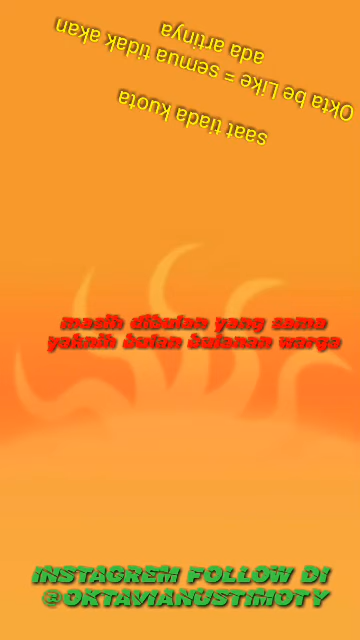 Okta be Like = semua tidak akan
ada artinya
saat tiada kuota
masih dibulan yang sama
yaknih bulan bulanan warga
INSTAGREM FOLLOW DI
@OKTAVIANUSTIMOTY